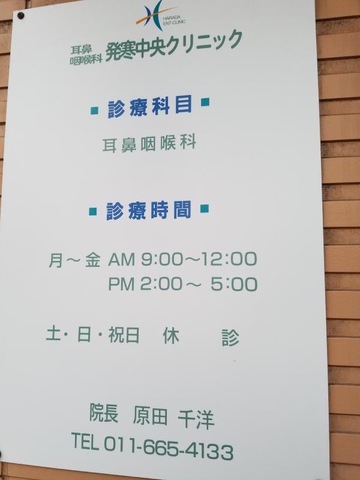 HARADA
ENT-CLINIC
耳鼻咽喉科 発寒中央クリニック
診療科目
耳鼻咽喉科
診療時間
月～金 AM 9:00～12:00
PM 2:00～ 5:00
土・日・祝日 休 診
院長 原田 千洋
TEL 011-665-4133